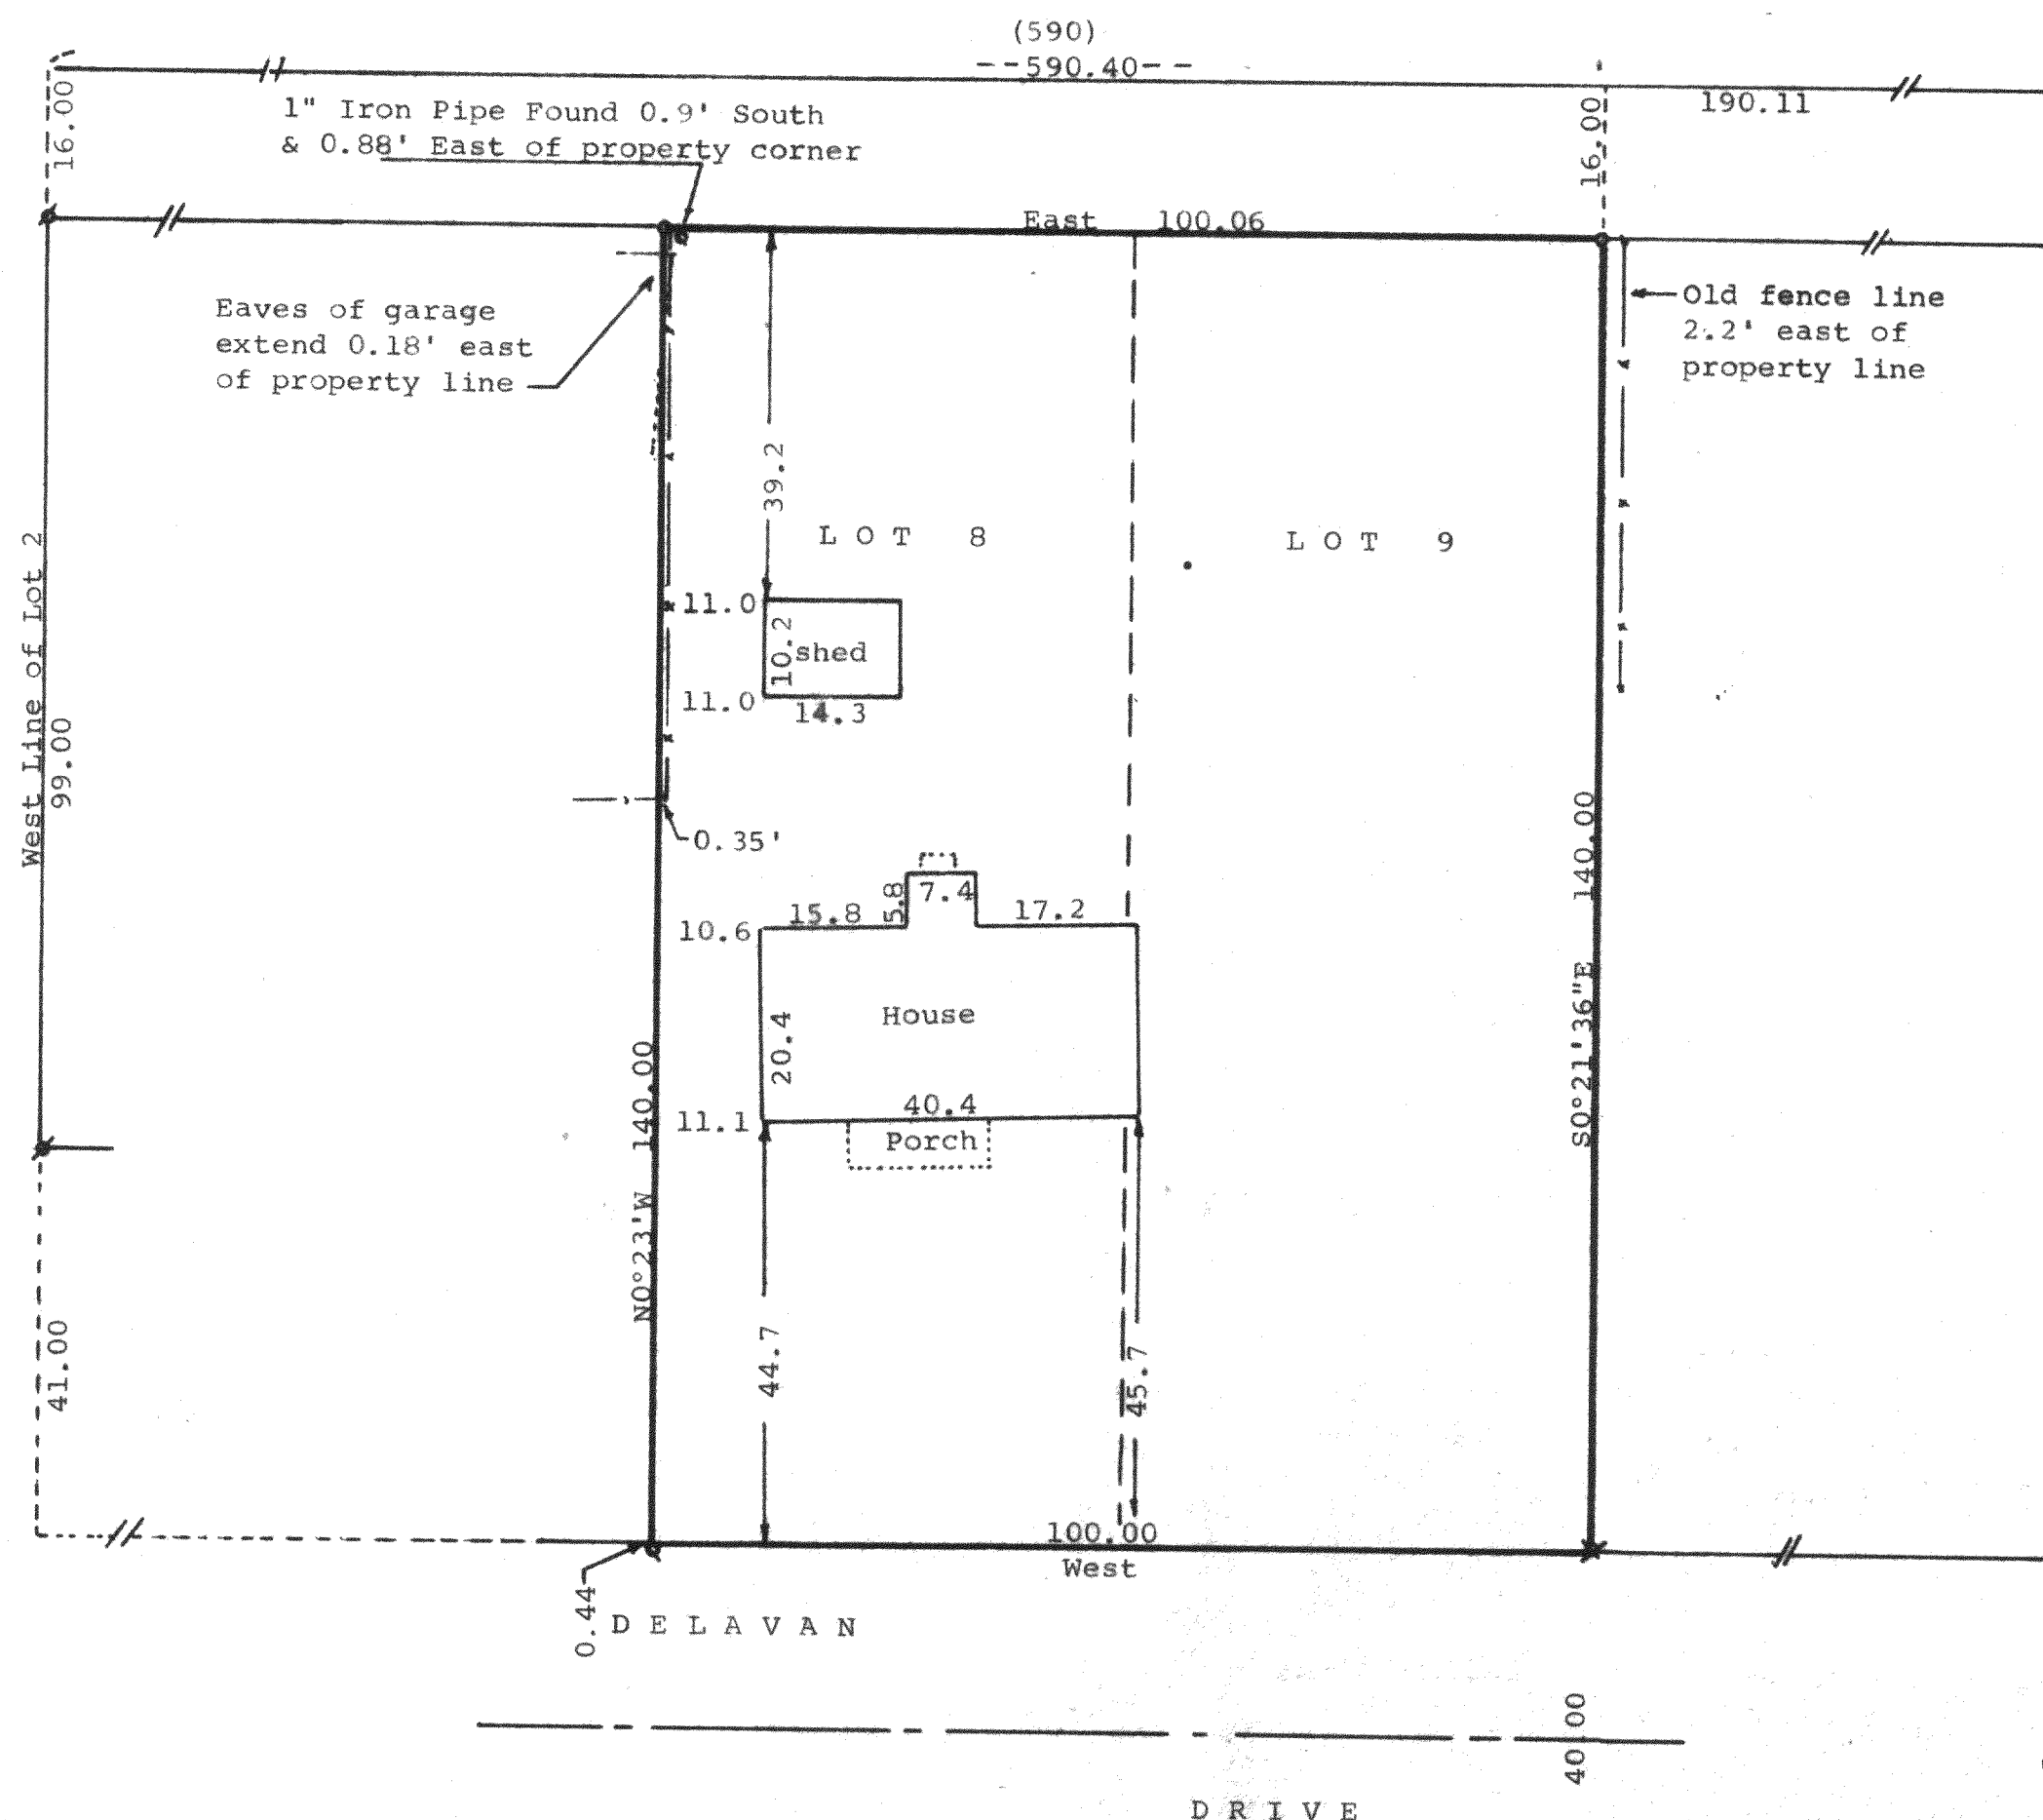 (590)
--590.40--
16.00
16.00
190.11
1" Iron Pipe Found 0.9' South
& 0.88' East of property corner
East 100.06
Eaves of garage
extend 0.18' east
of property line
Old fence line
2.2' east of
property line
39.2
LOT 8
LOT 9
West Line of Lot 2
99.00
11.0
10.2
shed
11.0
14.3
0.35'
140.00
15.8
5.8
7.4
17.2
10.6
House
20.4
S0°21'36"E
40.4
11.1
Porch
N0°23'W 140.00
44.7
45.7
41.00
100.00
West
0.44
DELAVAN
40.00
DRIVE